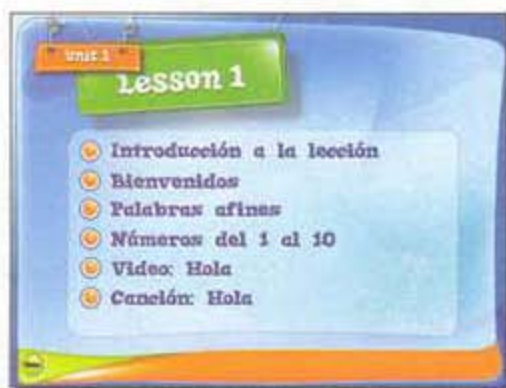 Unit 1
Lesson 1
Introducción a la lección
Bienvenidos
Palabras afines
Números del 1 al 10
Video: Hola
Canción: Hola